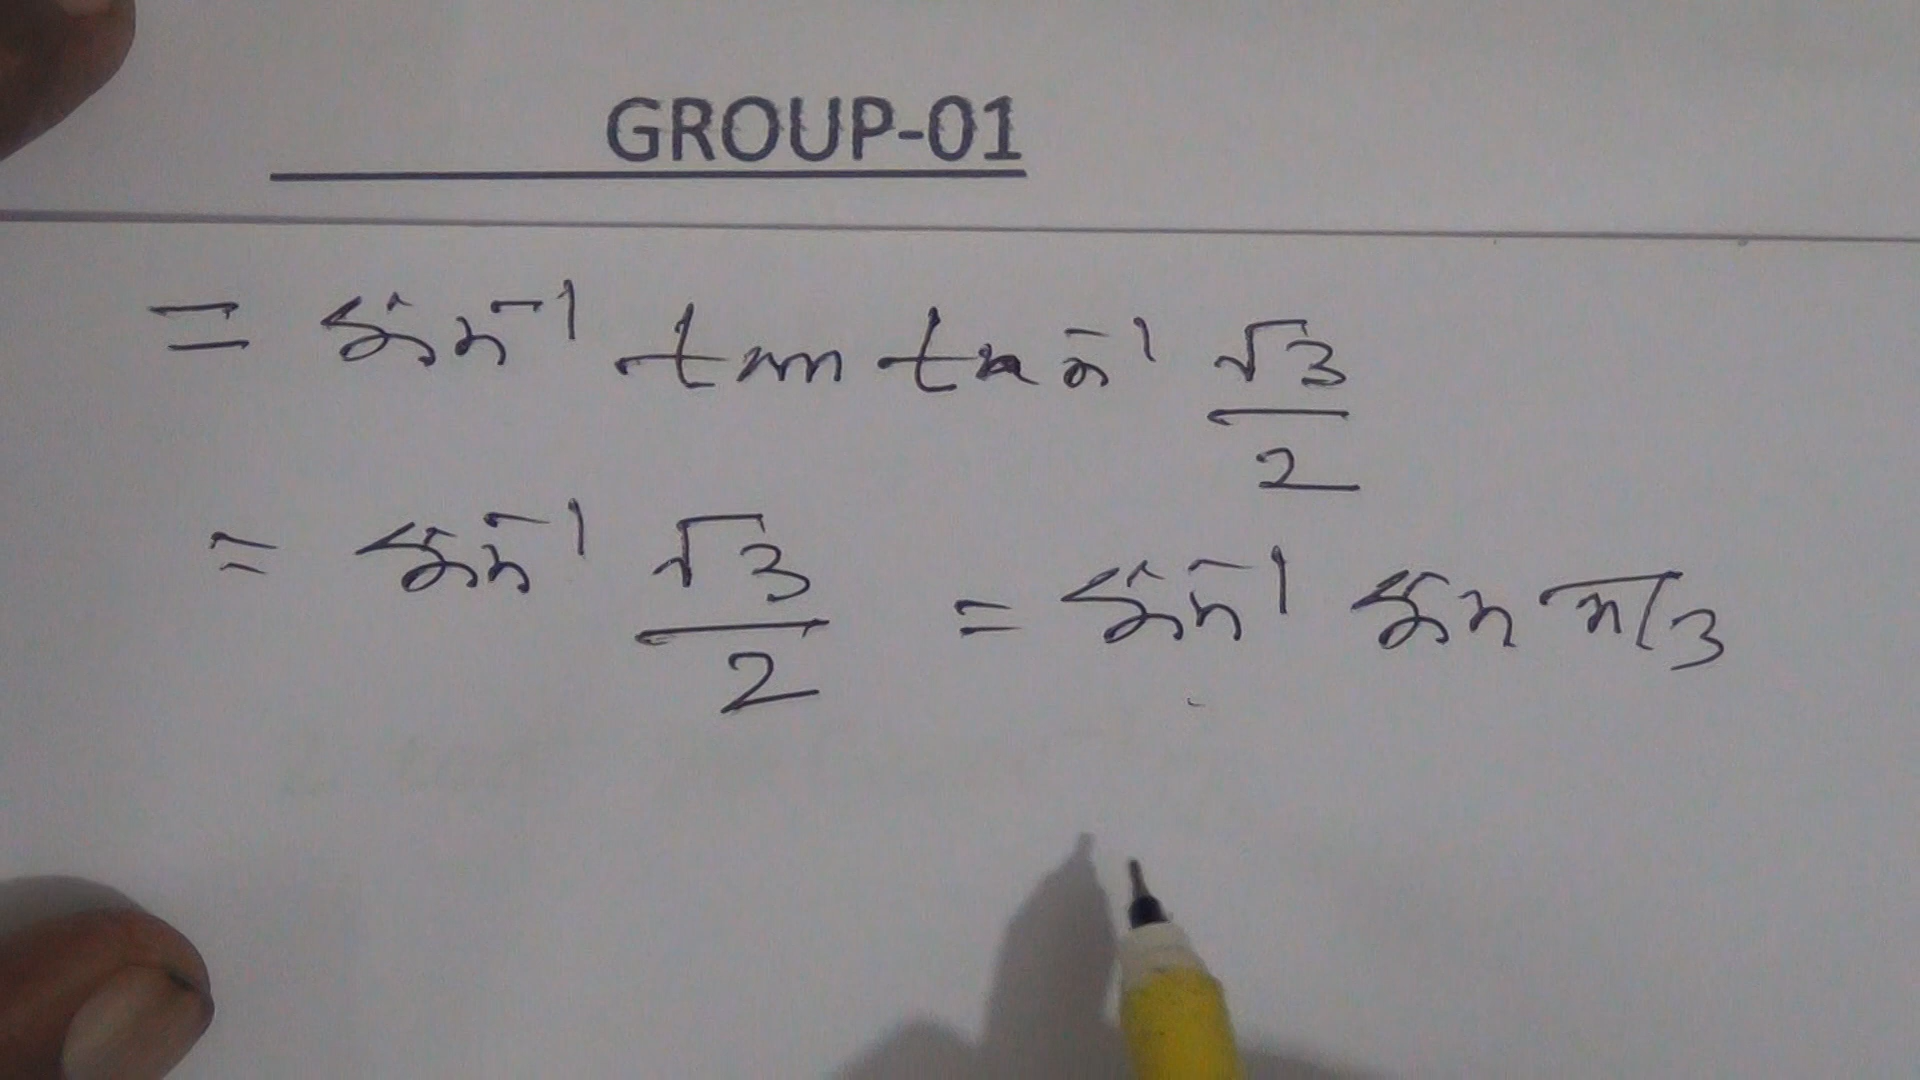 GROUP-01
= sin⁻¹ tan tan⁻¹ √3/2
= sin⁻¹ √3/2 = sin⁻¹ sin π/3